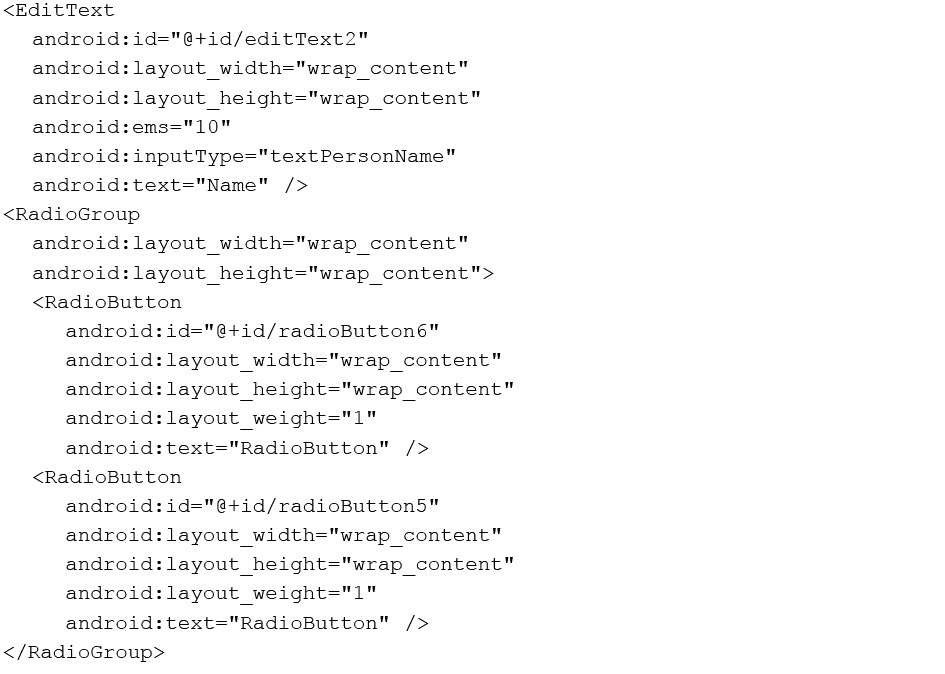 <EditText
android:id="@+id/editText2"
android:layout_width="wrap_content"
android:layout_height="wrap_content"
android:ems="10"
android:inputType="textPersonName"
android:text="Name" />
<RadioGroup
android:layout_width="wrap_content"
android:layout_height="wrap_content">
<RadioButton
android:id="@+id/radioButton6"
android:layout_width="wrap_content"
android:layout_height="wrap_content"
android:layout_weight="1"
android:text="RadioButton" />
<RadioButton
android:id="@+id/radioButton5"
android:layout_width="wrap_content"
android:layout_height="wrap_content"
android:layout_weight="1"
android:text="RadioButton" />
</RadioGroup>